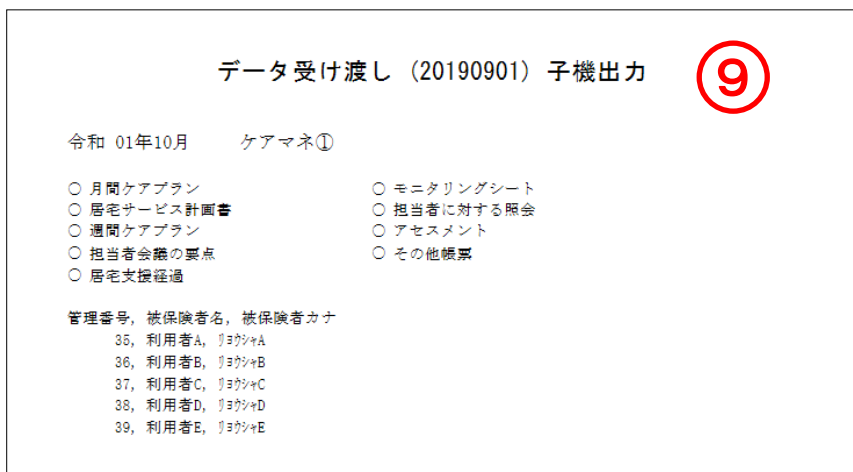 データ受け渡し（20190901）子機出力
⑨
令和 01年10月 ケアマネ①
○ 月間ケアプラン ○ モニタリングシート
○ 居宅サービス計画書 ○ 担当者に対する照会
○ 週間ケアプラン ○ アセスメント
○ 担当者会議の要点 ○ その他帳票
○ 居宅支援経過
管理番号, 被保険者名, 被保険者カナ
35, 利用者A, ﾘﾖｳｼｬA
36, 利用者B, ﾘﾖｳｼｬB
37, 利用者C, ﾘﾖｳｼｬC
38, 利用者D, ﾘﾖｳｼｬD
39, 利用者E, ﾘﾖｳｼｬE